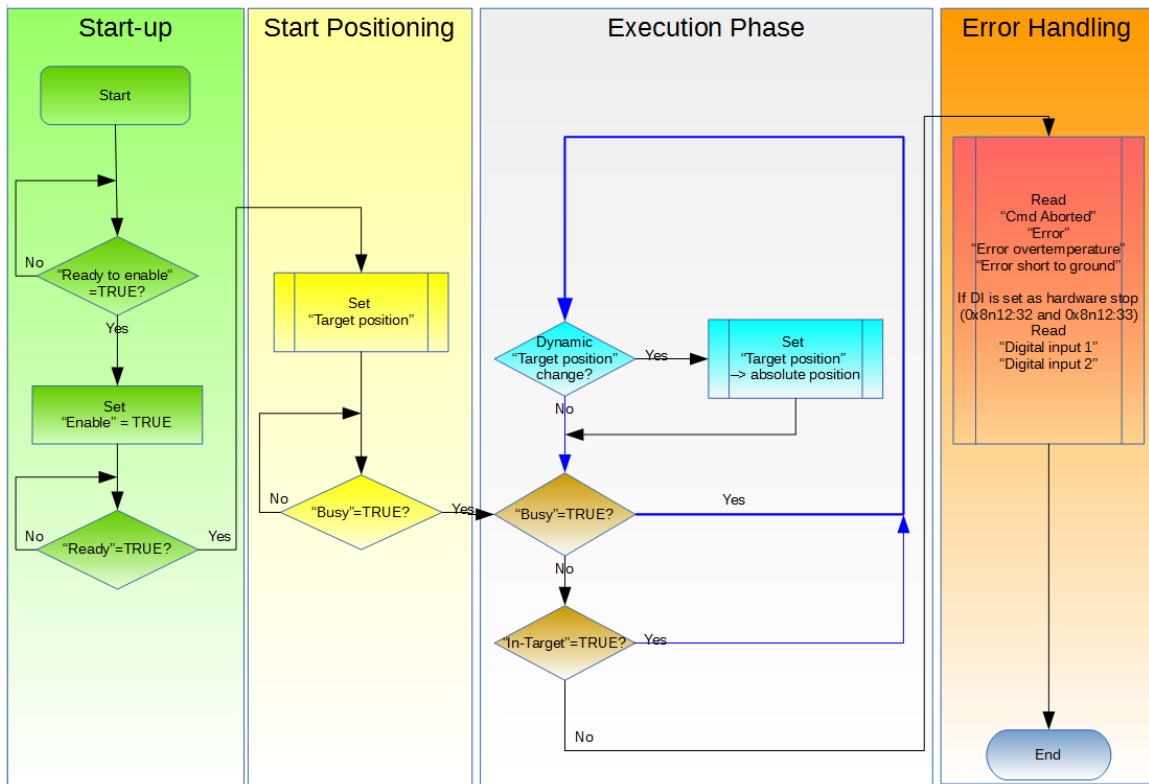 Start-up
Start
No
“Ready to enable“
=TRUE?
Yes
Set
“Enable” = TRUE
No
“Ready”=TRUE?
Yes
Start Positioning
Set
“Target position”
No
“Busy”=TRUE?
Yes
Execution Phase
Dynamic
“Target position”
change?
Yes
Set
“Target position”
–> absolute position
No
“Busy”=TRUE?
Yes
No
“In-Target”=TRUE?
Yes
No
Error Handling
Read
“Cmd Aborted”
“Error”
“Error overtemperature”
“Error short to ground”
If DI is set as hardware stop
(0x8n12:32 and 0x8n12:33)
Read
“Digital input 1”
“Digital input 2”
End